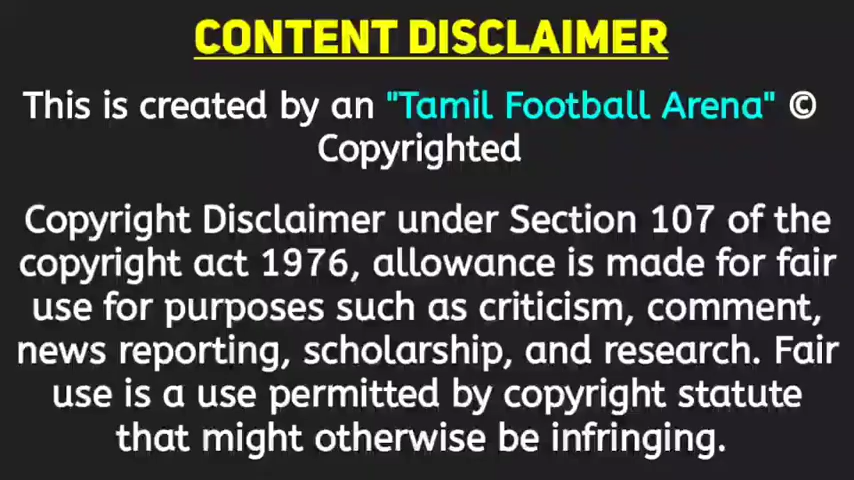 CONTENT DISCLAIMER
This is created by an "Tamil Football Arena" ©
Copyrighted
Copyright Disclaimer under Section 107 of the
copyright act 1976, allowance is made for fair
use for purposes such as criticism, comment,
news reporting, scholarship, and research. Fair
use is a use permitted by copyright statute
that might otherwise be infringing.